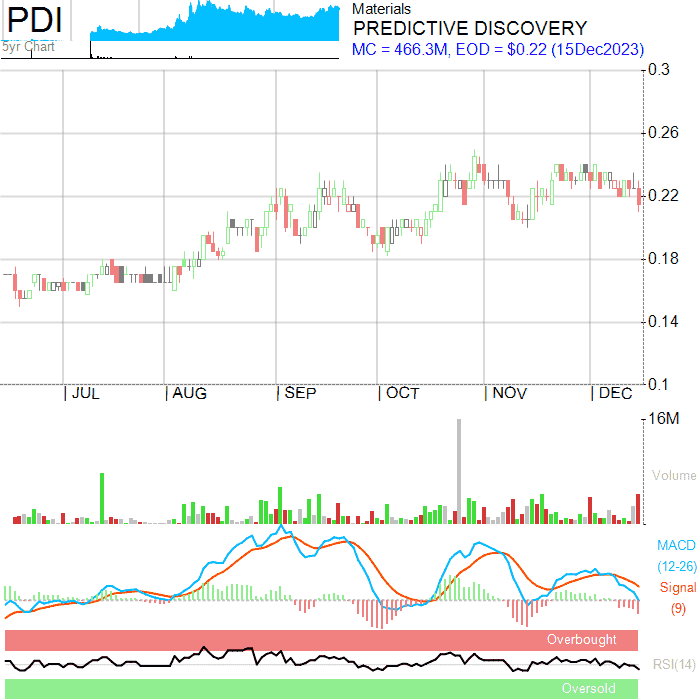 PDI
5yr Chart
Materials
PREDICTIVE DISCOVERY
MC = 466.3M, EOD = $0.22 (15Dec2023)
0.3
0.26
0.22
0.18
0.14
0.1
JUL AUG SEP OCT NOV DEC
16M
Volume
MACD
(12-26)
Signal
(9)
Overbought
RSI(14)
Oversold